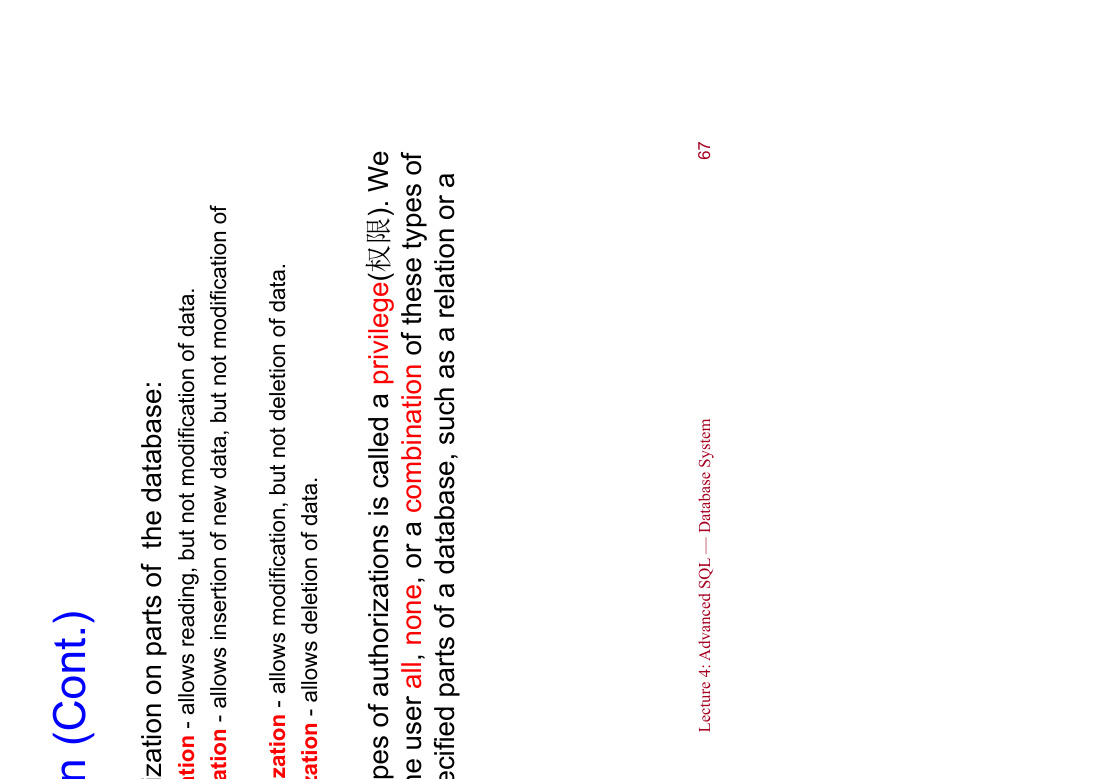 n (Cont.)
ization on parts of the database:
ation - allows reading, but not modification of data.
ation - allows insertion of new data, but not modification of
zation - allows modification, but not deletion of data.
zation - allows deletion of data.
pes of authorizations is called a privilege(权限). We
he user all, none, or a combination of these types of
ecified parts of a database, such as a relation or a
Lecture 4: Advanced SQL — Database System 67